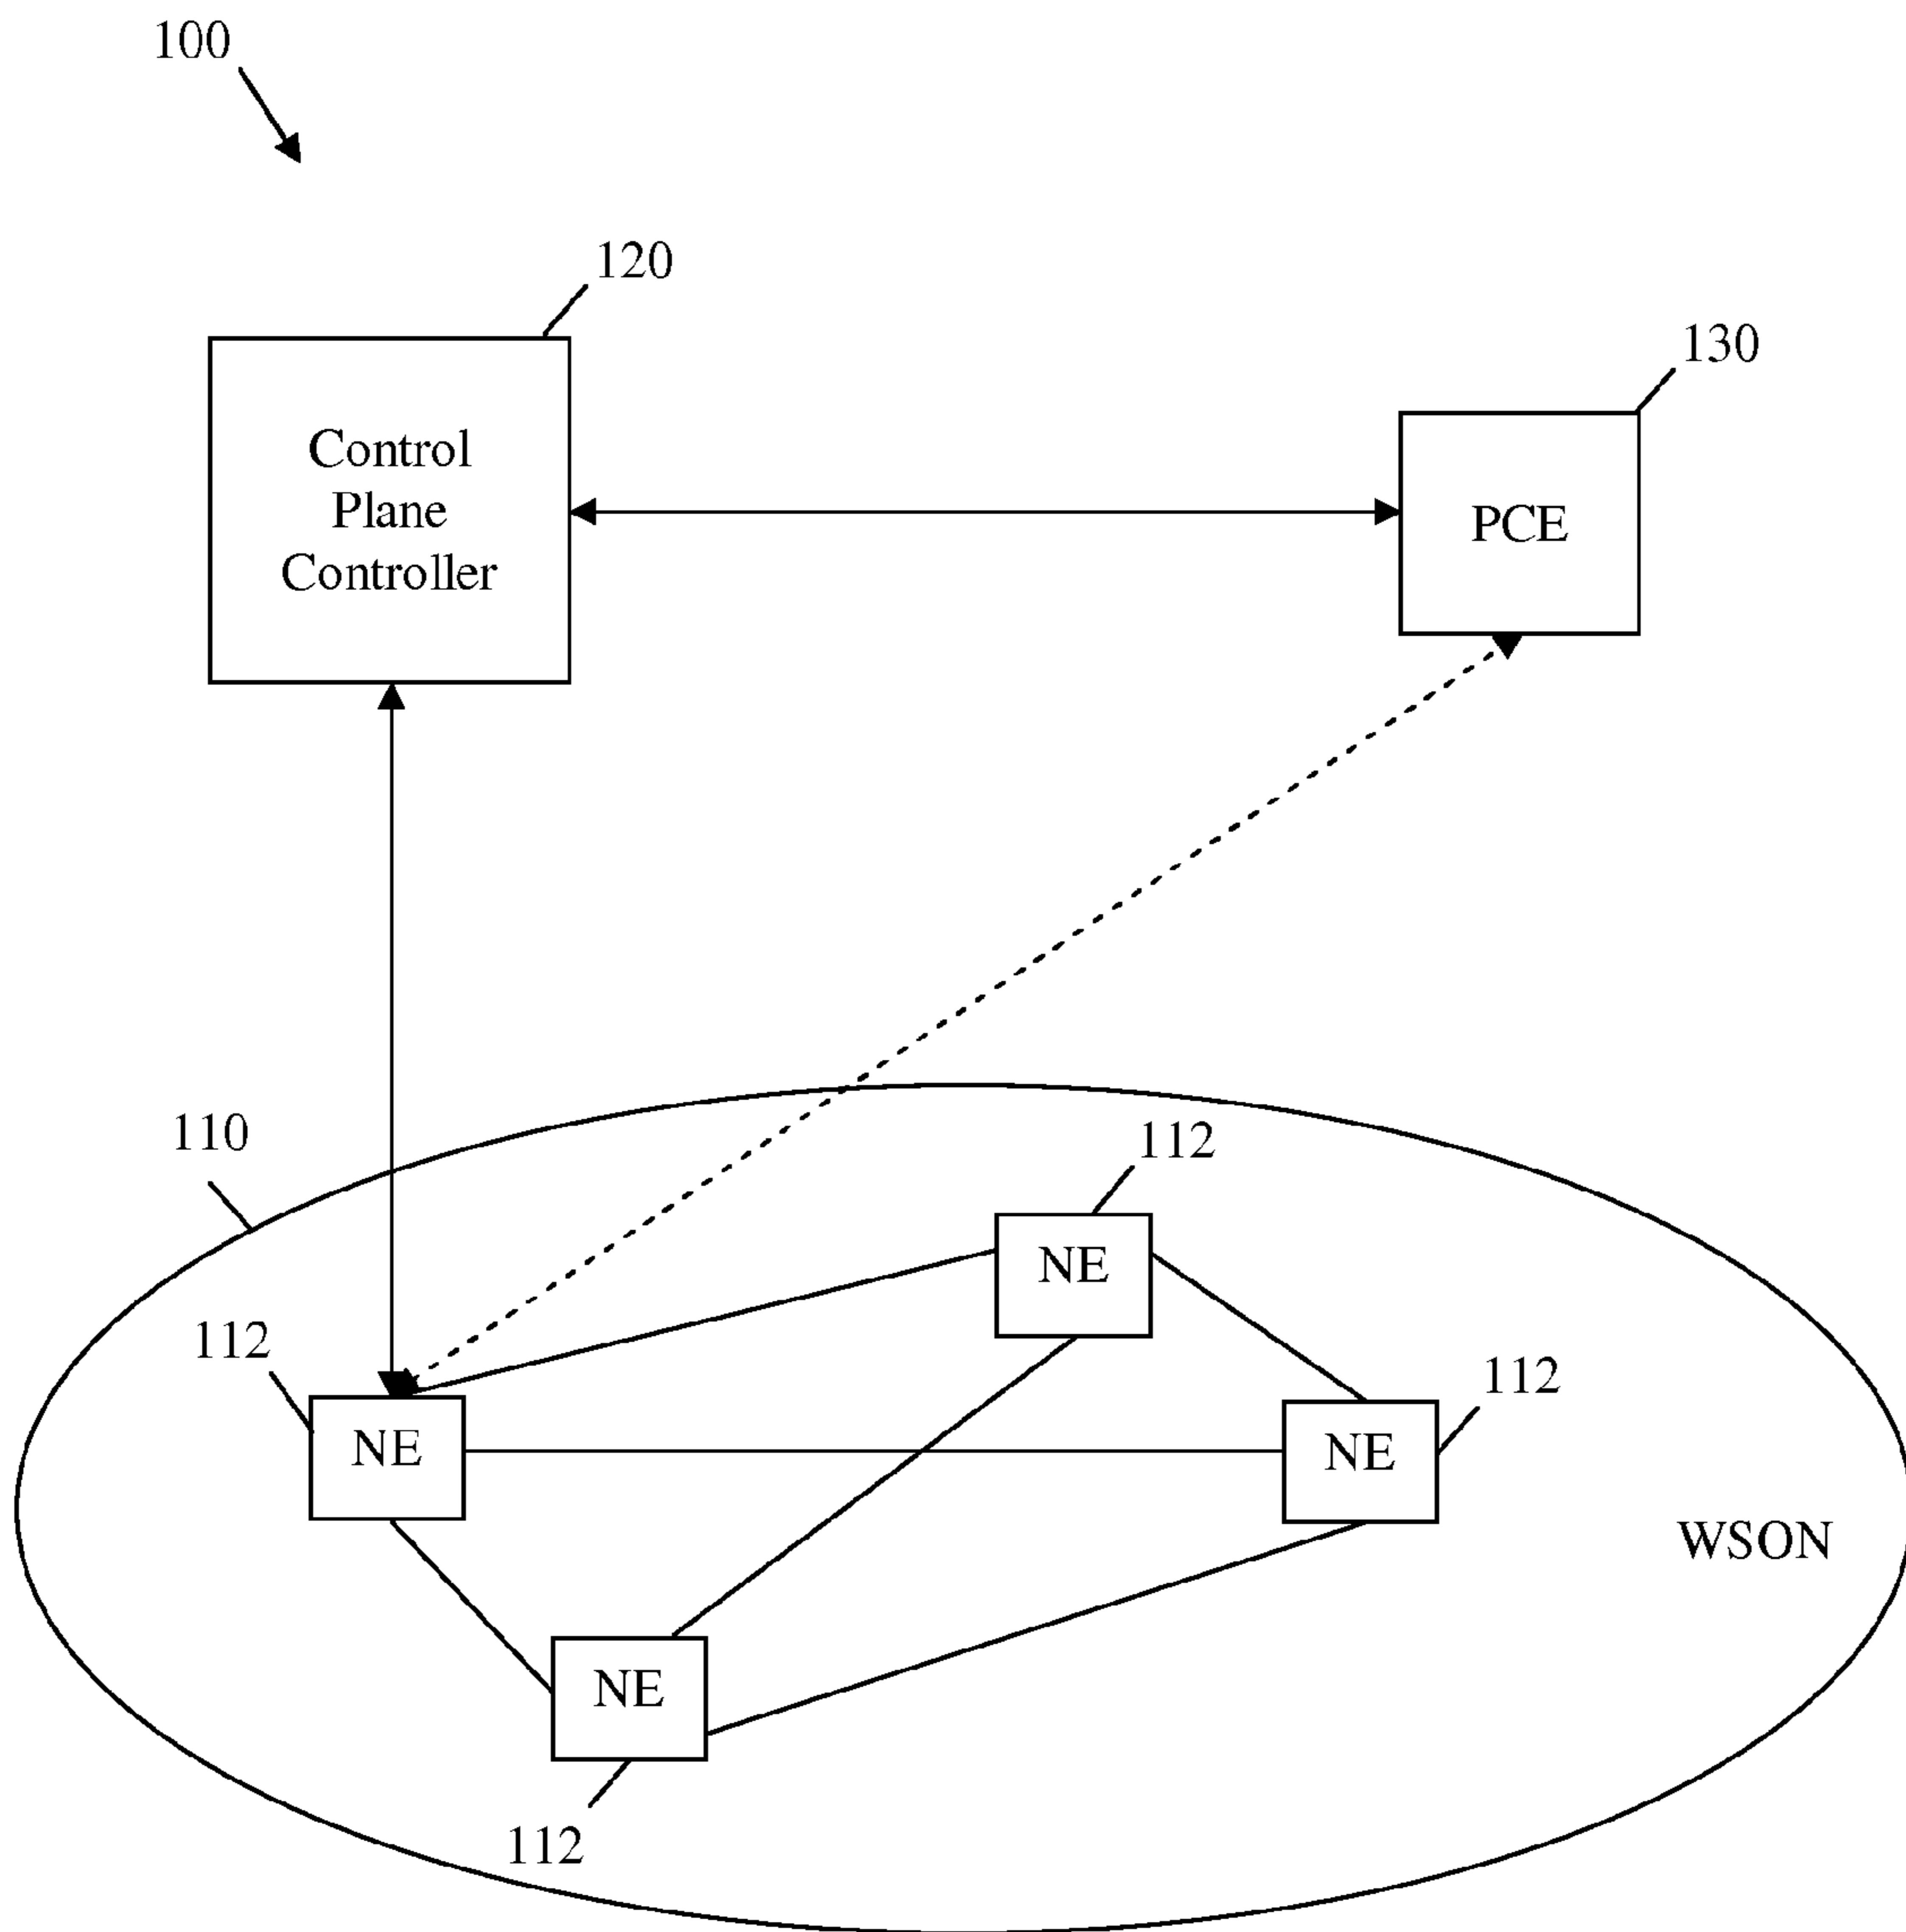 100
120
130
Control
Plane
Controller
PCE
110
112
NE
112
NE
112
NE
WSON
NE
112